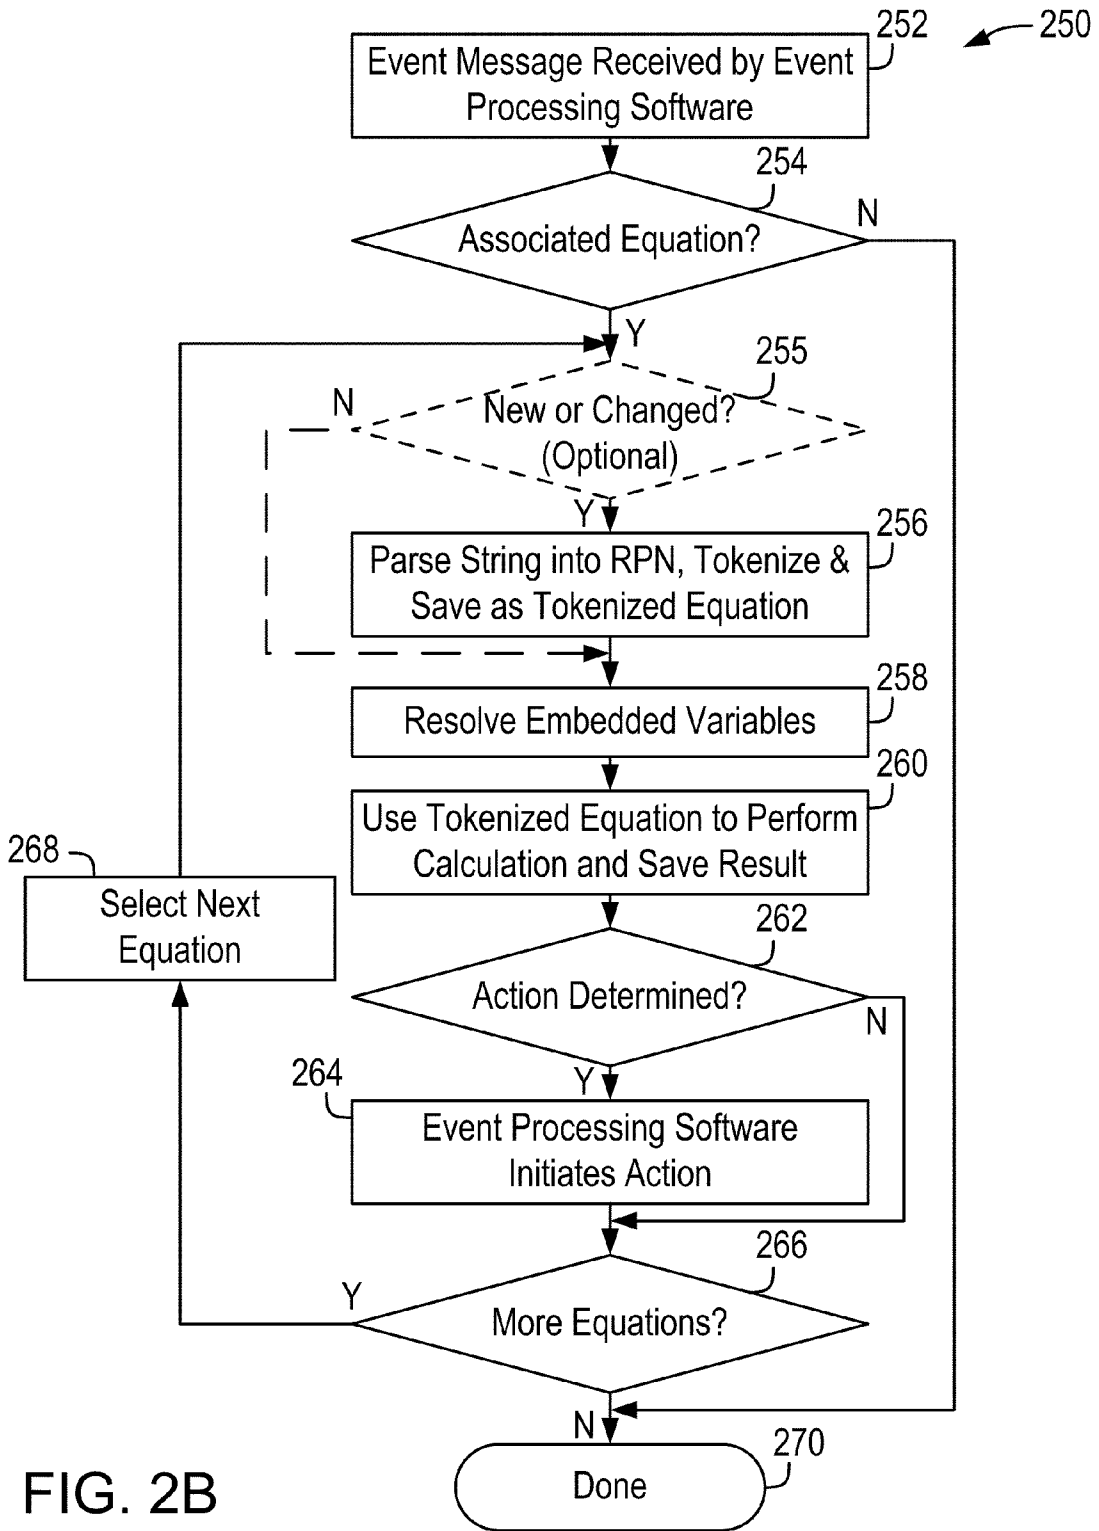 252
250
Event Message Received by Event
Processing Software
254
N
Associated Equation?
Y
255
N
New or Changed?
(Optional)
Y
256
Parse String into RPN, Tokenize &
Save as Tokenized Equation
258
Resolve Embedded Variables
260
Use Tokenized Equation to Perform
Calculation and Save Result
268
Select Next
Equation
262
Action Determined?
N
Y
264
Event Processing Software
Initiates Action
266
Y
More Equations?
N
270
Done
FIG. 2B